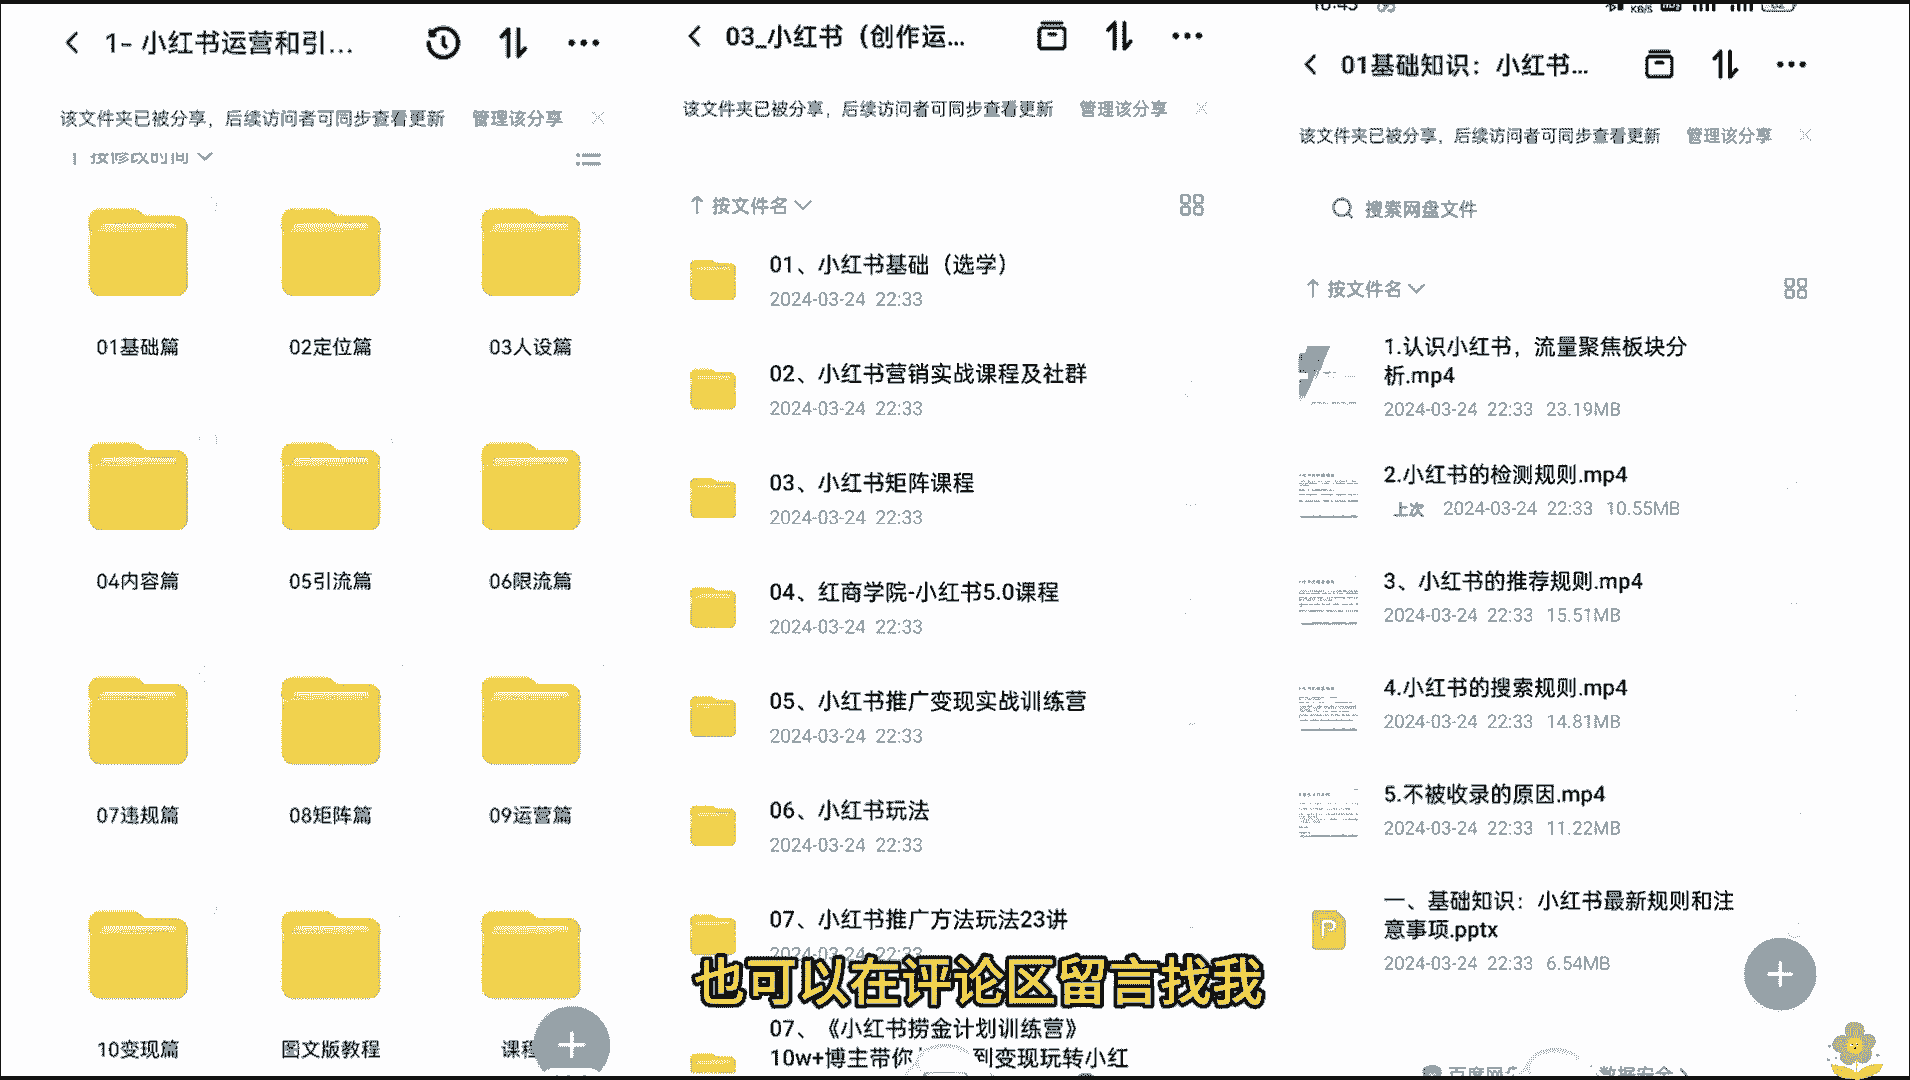 1- 小红书运营和引...
该文件夹已被分享，后续访问者可同步查看更新 管理该分享
按修改时间
01基础篇 02定位篇 03人设篇
04内容篇 05引流篇 06限流篇
07违规篇 08矩阵篇 09运营篇
10变现篇 图文版教程 课程
03_小红书（创作运...
该文件夹已被分享，后续访问者可同步查看更新 管理该分享
按文件名
01、小红书基础（选学）
2024-03-24 22:33
02、小红书营销实战课程及社群
2024-03-24 22:33
03、小红书矩阵课程
2024-03-24 22:33
04、红商学院-小红书5.0课程
2024-03-24 22:33
05、小红书推广变现实战训练营
2024-03-24 22:33
06、小红书玩法
2024-03-24 22:33
07、小红书推广方法玩法23讲
2024-03-24 22:33
也可以在评论区留言找我
07、《小红书捞金计划训练营》
10w+博主带你 到变现玩转小红
01基础知识：小红书...
该文件夹已被分享，后续访问者可同步查看更新 管理该分享
搜索网盘文件
按文件名
1.认识小红书，流量聚焦板块分
析.mp4
2024-03-24 22:33 23.19MB
2.小红书的检测规则.mp4
上次 2024-03-24 22:33 10.55MB
3、小红书的推荐规则.mp4
2024-03-24 22:33 15.51MB
4.小红书的搜索规则.mp4
2024-03-24 22:33 14.81MB
5.不被收录的原因.mp4
2024-03-24 22:33 11.22MB
一、基础知识：小红书最新规则和注
意事项.pptx
2024-03-24 22:33 6.54MB